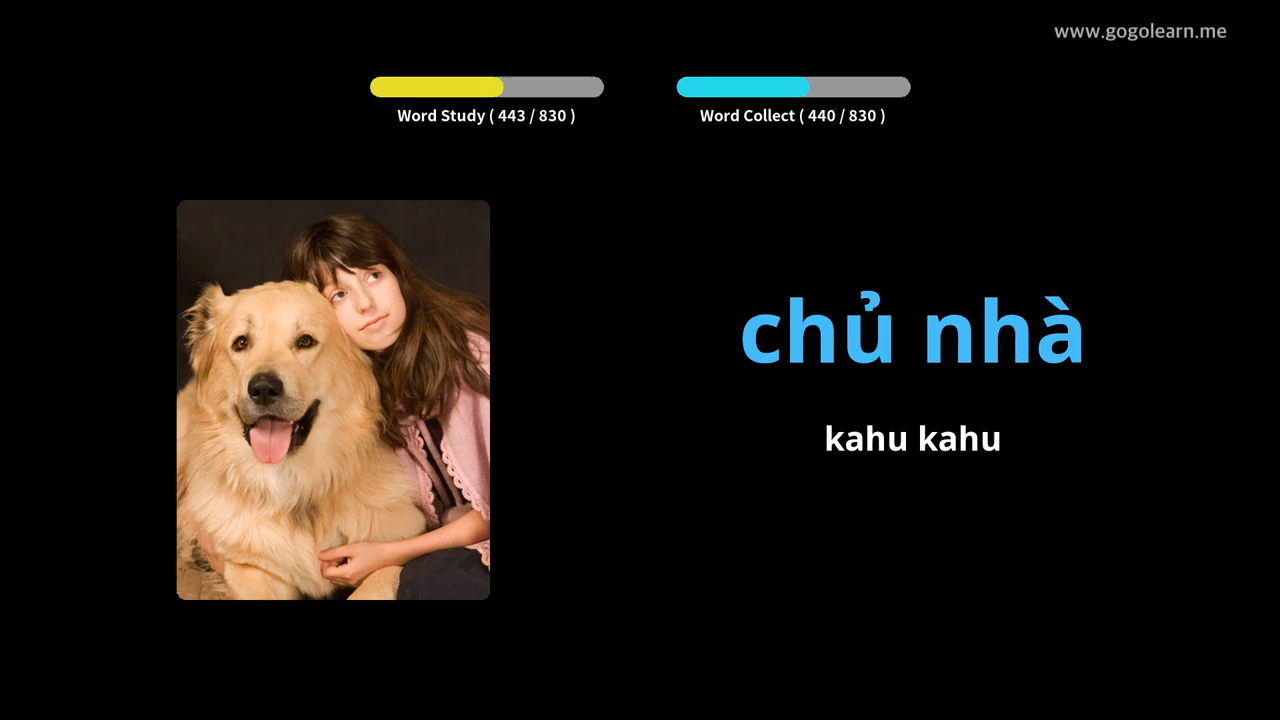 www.gogolearn.me
Word Study ( 443 / 830 )
Word Collect ( 440 / 830 )
chủ nhà
kahu kahu